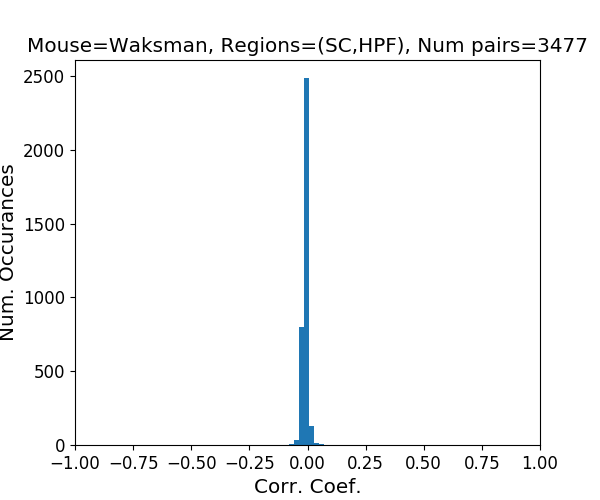 Mouse=Waksman, Regions=(SC,HPF), Num pairs=3477
Num. Occurances
2500
2000
1500
1000
500
0
−1.00 −0.75 −0.50 −0.25 0.00 0.25 0.50 0.75 1.00
Corr. Coef.